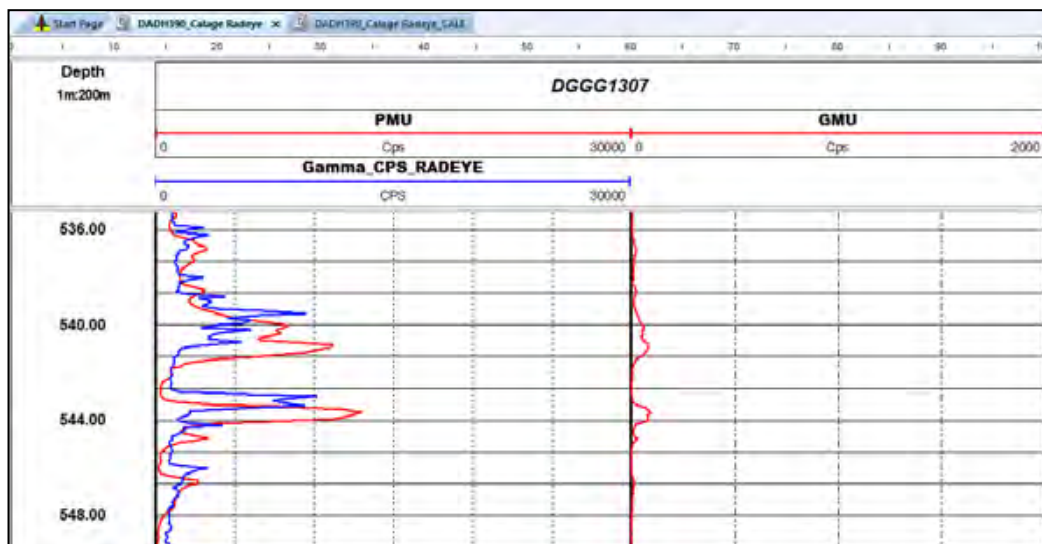 Start Page DADH390_Calage Radeye × DADH390_Calage Radeye_SALE
0 10 20 30 40 50 60 70 80 90 10
Depth
1m:200m
DGGG1307
PMU GMU
0 Cps 30000 0 Cps 2000
Gamma_CPS_RADEYE
0 CPS 30000
536.00
540.00
544.00
548.00